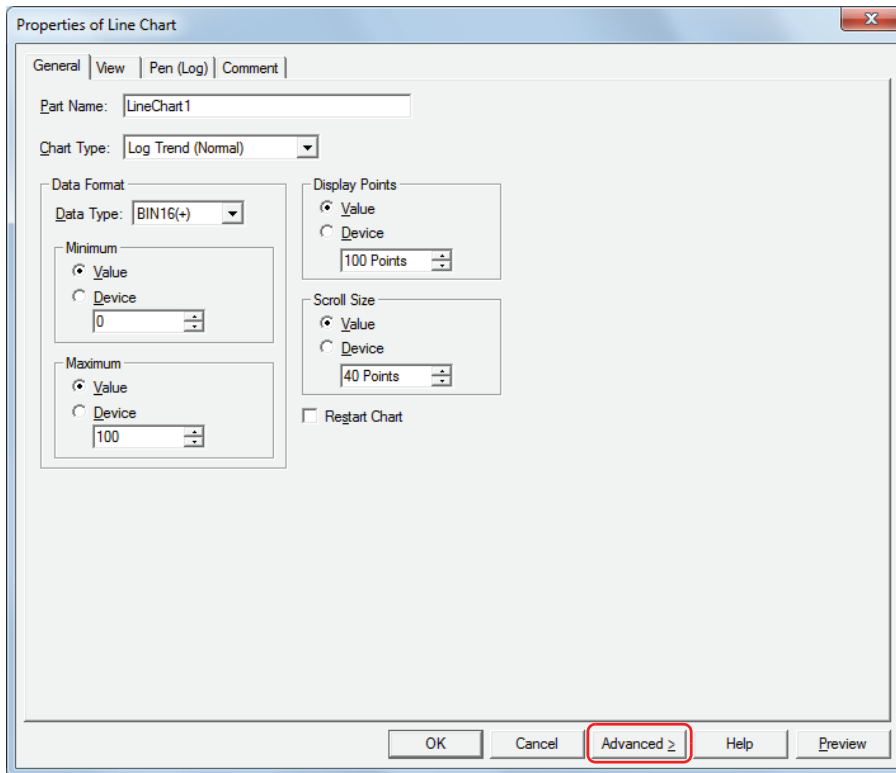 Properties of Line Chart
General View Pen (Log) Comment
Part Name: LineChart1
Chart Type: Log Trend (Normal)
Data Format
Data Type: BIN16(+)
Minimum
Value
Device
0
Maximum
Value
Device
100
Display Points
Value
Device
100 Points
Scroll Size
Value
Device
40 Points
Restart Chart
OK Cancel Advanced > Help Preview